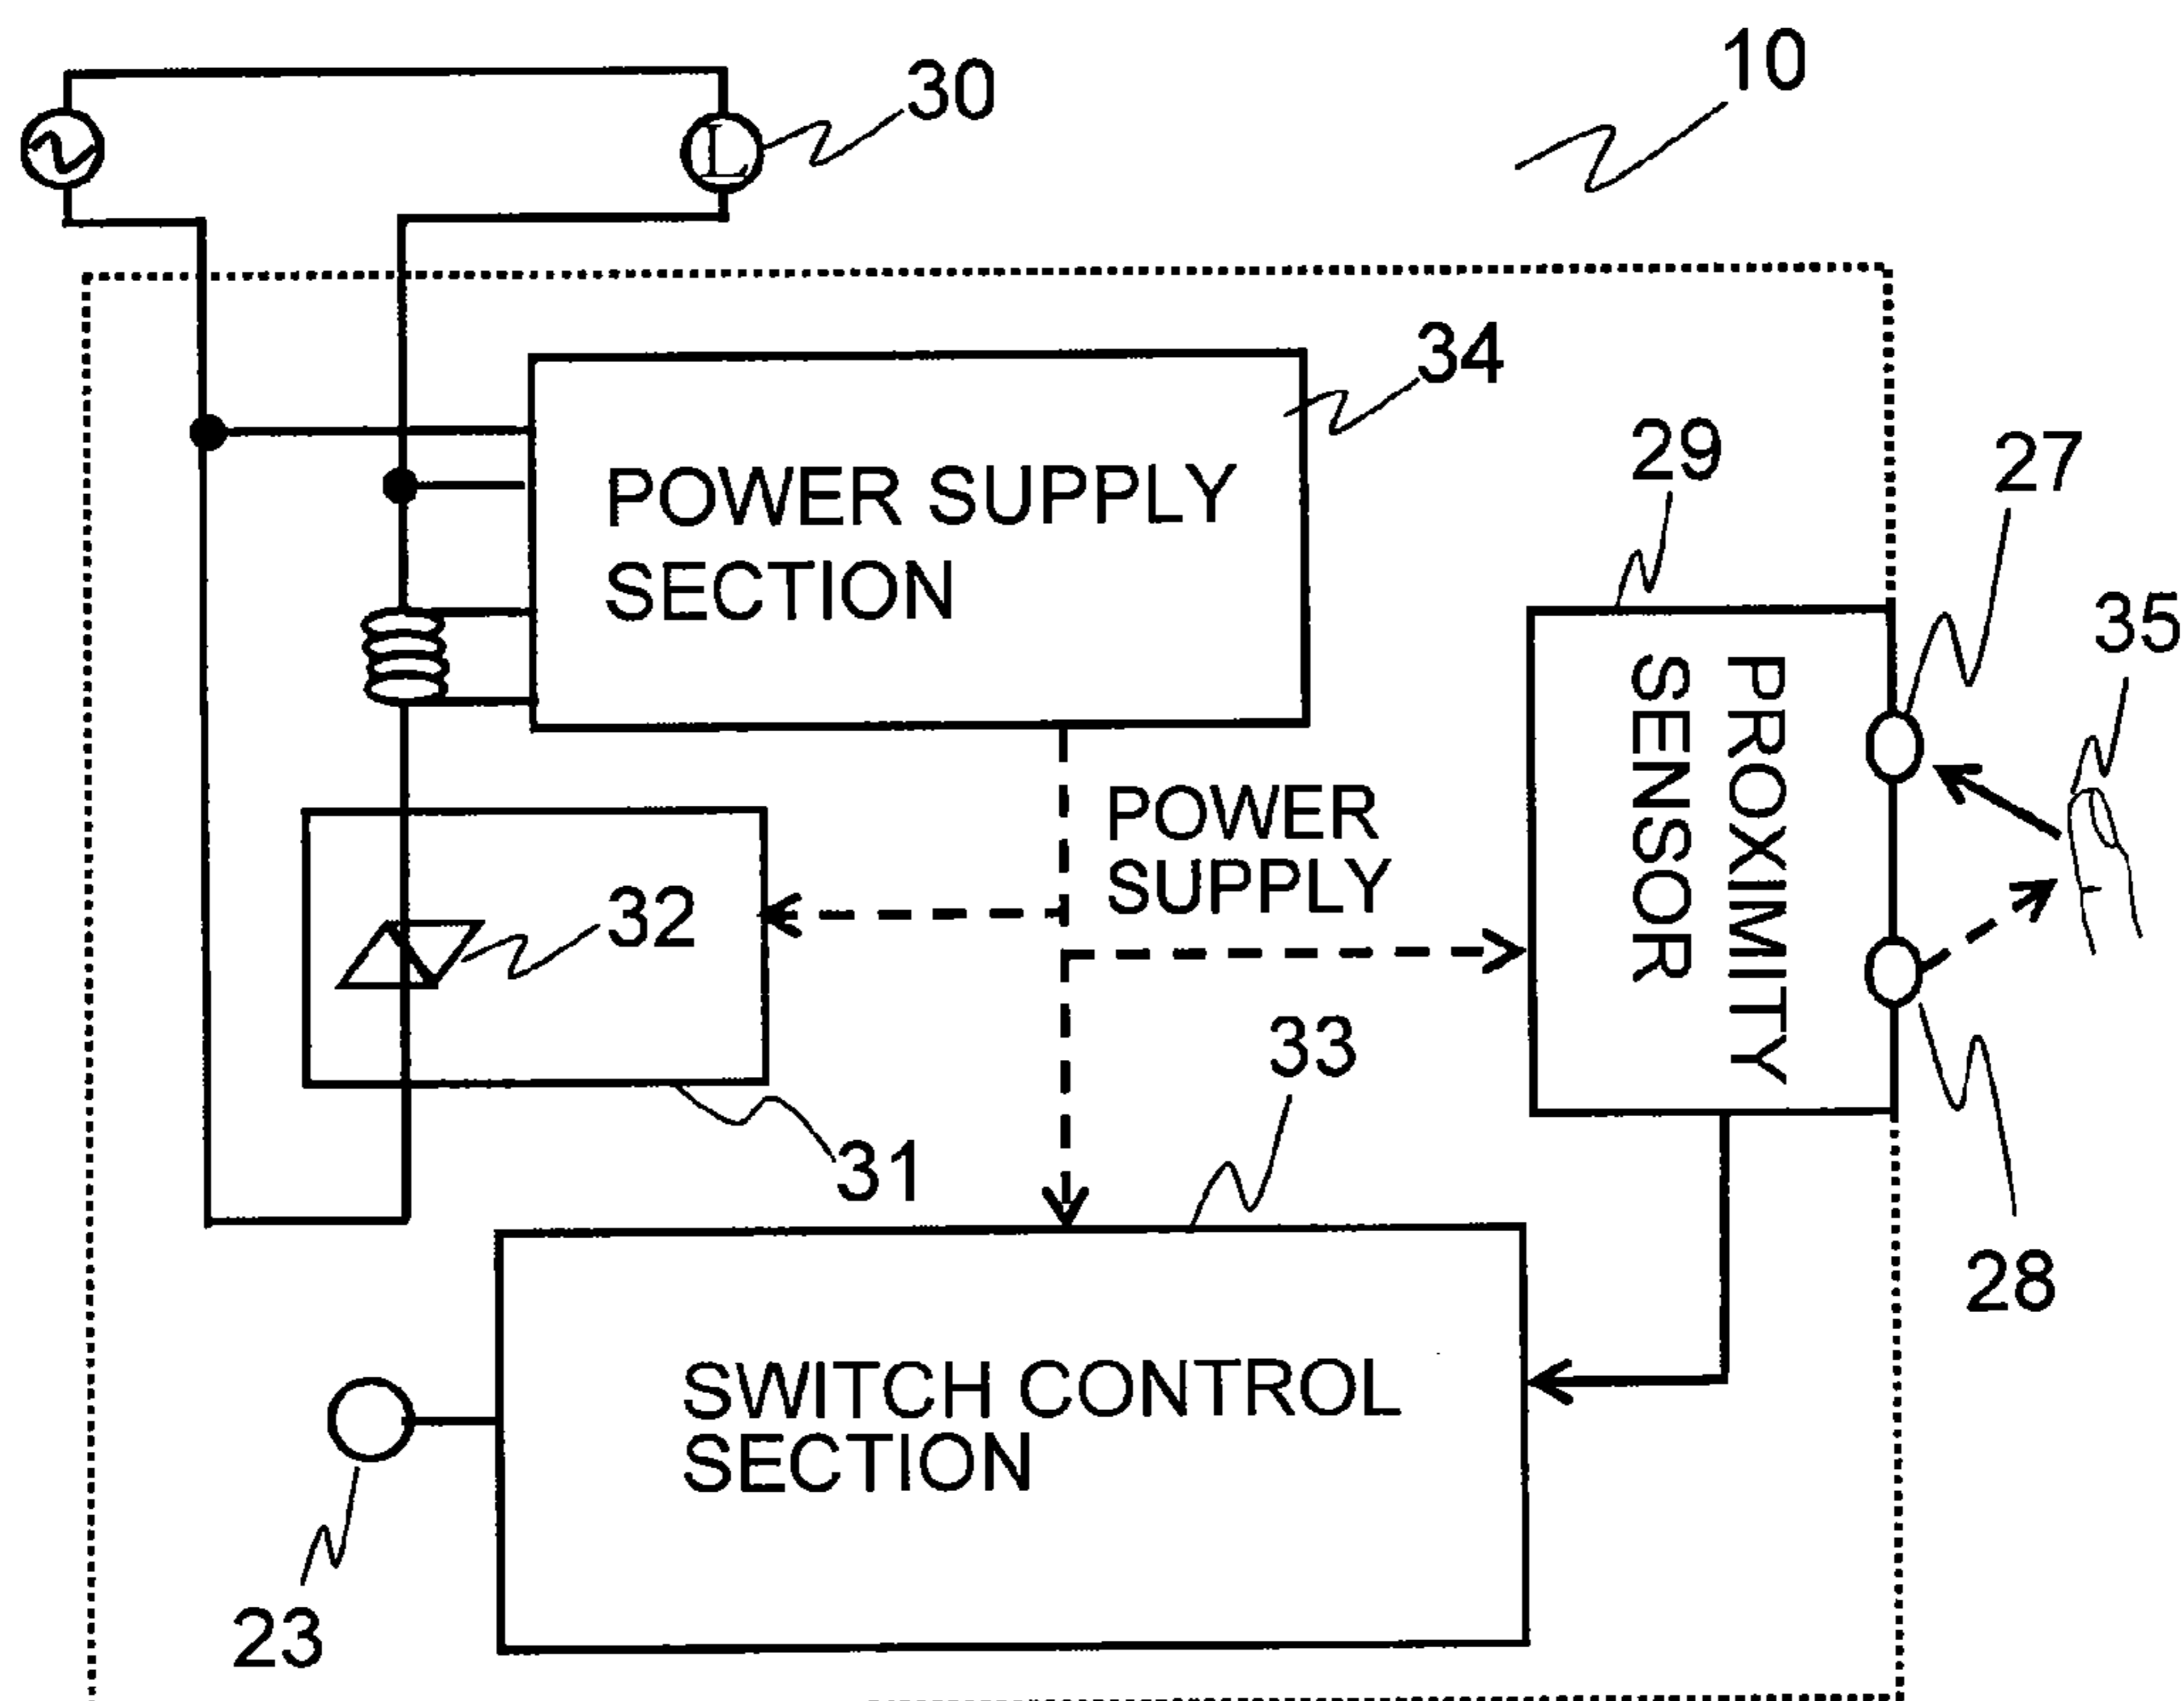 10
30
L
34
29
27
POWER SUPPLY
SECTION
35
PROXIMITY
SENSOR
POWER
SUPPLY
32
33
31
28
SWITCH CONTROL
SECTION
23